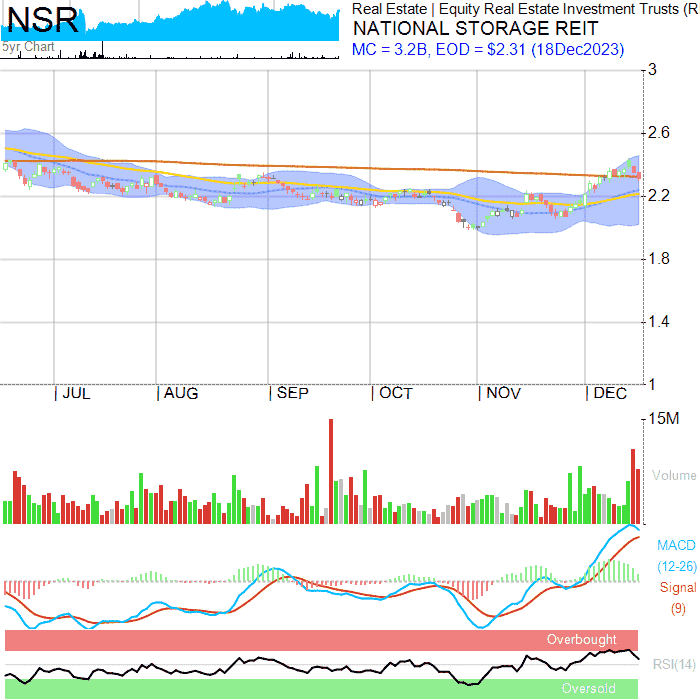 NSR
5yr Chart
Real Estate | Equity Real Estate Investment Trusts (R
NATIONAL STORAGE REIT
MC = 3.2B, EOD = $2.31 (18Dec2023)
3
2.6
2.2
1.8
1.4
1
| JUL | AUG | SEP | OCT | NOV | DEC
15M
Volume
MACD
(12-26)
Signal
(9)
Overbought
RSI(14)
Oversold